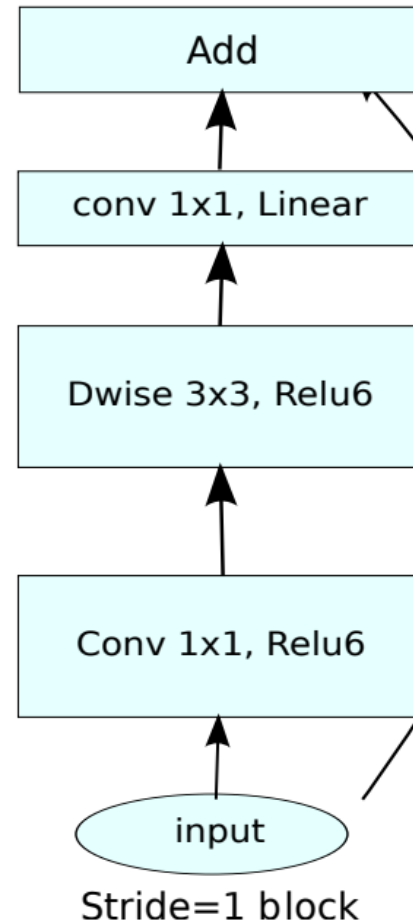 Add
conv 1x1, Linear
Dwise 3x3, Relu6
Conv 1x1, Relu6
input
Stride=1 block